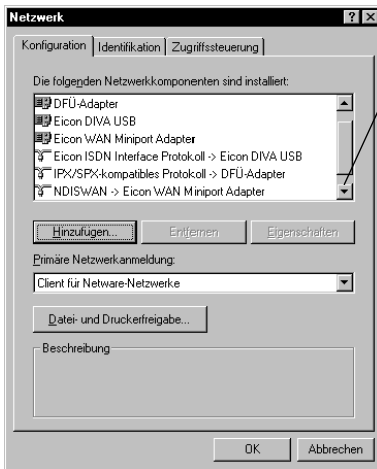 Netzwerk
Konfiguration Identifikation Zugriffssteuerung
Die folgenden Netzwerkkomponenten sind installiert:
DFÜ-Adapter
Eicon DIVA USB
Eicon WAN Miniport Adapter
Eicon ISDN Interface Protokoll -> Eicon DIVA USB
IPX/SPX-kompatibles Protokoll -> DFÜ-Adapter
NDISWAN -> Eicon WAN Miniport Adapter
Hinzufügen... Entfernen Eigenschaften
Primäre Netzwerkanmeldung:
Client für Netware-Netzwerke
Datei- und Druckerfreigabe...
Beschreibung
OK Abbrechen